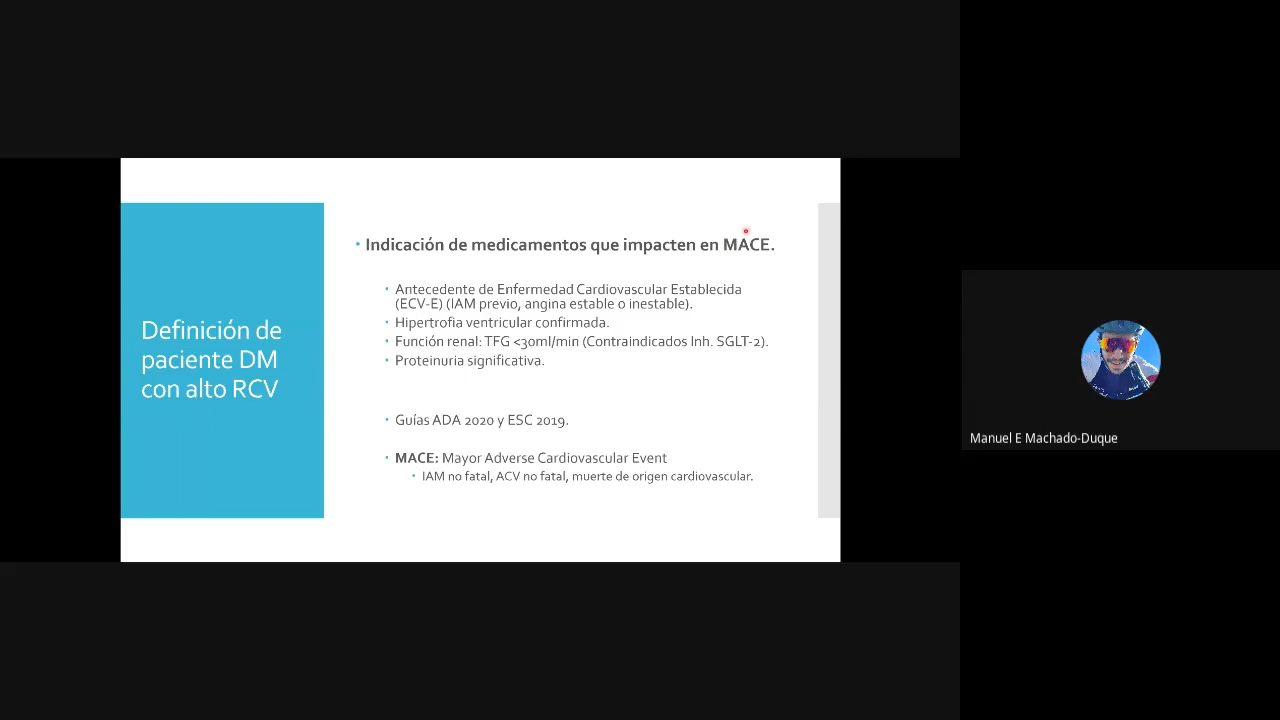 Definición de
paciente DM
con alto RCV
Indicación de medicamentos que impacten en MACE.
Antecedente de Enfermedad Cardiovascular Establecida
(ECV-E) (IAM previo, angina estable o inestable).
Hipertrofia ventricular confirmada.
Función renal: TFG <30ml/min (Contraindicados Inh. SGLT-2).
Proteinuria significativa.
Guías ADA 2020 y ESC 2019.
MACE: Mayor Adverse Cardiovascular Event
IAM no fatal, ACV no fatal, muerte de origen cardiovascular.
Manuel E Machado-Duque